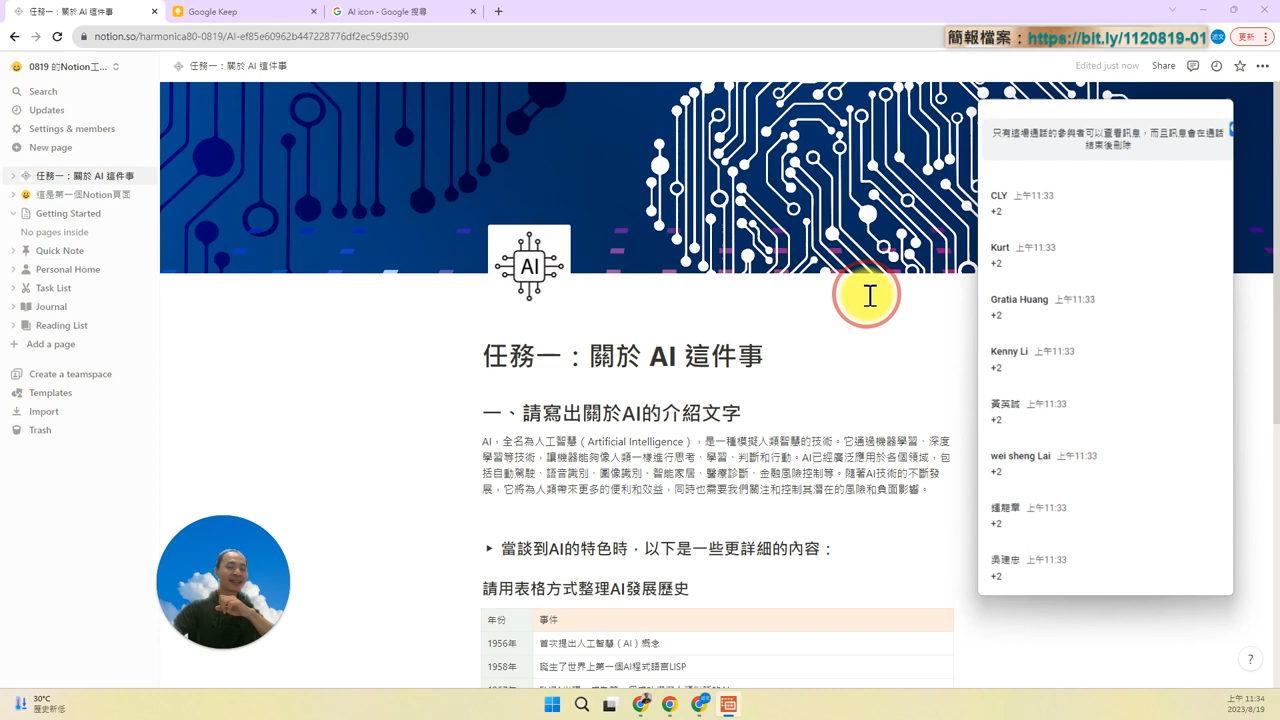 任務一：關於 AI 這件事
Google Keep
AI icon - Google 搜尋
notion.so/harmonica80-0819/AI-ef85e60962b447228776df2ec59d5390
簡報檔案：https://bit.ly/1120819-01
更新
0819 的Notion工...
任務一：關於 AI 這件事
Edited just now
Share
Search
Updates
Settings & members
New page
任務一：關於 AI 這件事
這是第一個Notion頁面
Getting Started
No pages inside
Quick Note
Personal Home
Task List
Journal
Reading List
Add a page
Create a teamspace
Templates
Import
Trash
AI
任務一：關於 AI 這件事
一、請寫出關於AI的介紹文字
AI，全名為人工智慧（Artificial Intelligence），是一種模擬人類智慧的技術。它通過機器學習、深度
學習等技術，讓機器能夠像人類一樣進行思考、學習、判斷和行動。AI已經廣泛應用於各個領域，包
括自動駕駛、語音識別、圖像識別、智能家居、醫療診斷、金融風險控制等。隨著AI技術的不斷發
展，它將為人類帶來更多的便利和效益，同時也需要我們關注和控制其潛在的風險和負面影響。
當談到AI的特色時，以下是一些更詳細的內容：
請用表格方式整理AI發展歷史
年份 事件
1956年 首次提出人工智慧（AI）概念
1958年 誕生了世界上第一個AI程式語言LISP
只有這場通話的參與者可以查看訊息，而且訊息會在通話
結束後刪除
CLY 上午11:33
+2
Kurt 上午11:33
+2
Gratia Huang 上午11:33
+2
Kenny Li 上午11:33
+2
黃英誠 上午11:33
+2
wei sheng Lai 上午11:33
+2
上午11:33
+2
吳建忠 上午11:33
+2
?
30°C
歷史新低
上午 11:34
2023/8/19